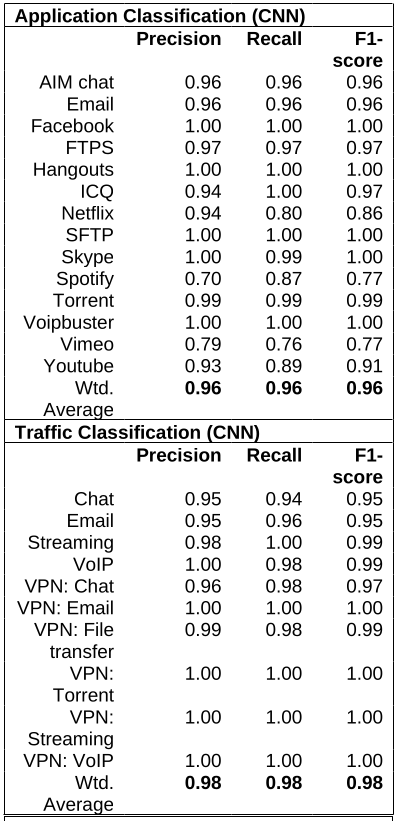 Application Classification (CNN)
Precision Recall F1-
score
AIM chat 0.96 0.96 0.96
Email 0.96 0.96 0.96
Facebook 1.00 1.00 1.00
FTPS 0.97 0.97 0.97
Hangouts 1.00 1.00 1.00
ICQ 0.94 1.00 0.97
Netflix 0.94 0.80 0.86
SFTP 1.00 1.00 1.00
Skype 1.00 0.99 1.00
Spotify 0.70 0.87 0.77
Torrent 0.99 0.99 0.99
Voipbuster 1.00 1.00 1.00
Vimeo 0.79 0.76 0.77
Youtube 0.93 0.89 0.91
Wtd. 0.96 0.96 0.96
Average
Traffic Classification (CNN)
Precision Recall F1-
score
Chat 0.95 0.94 0.95
Email 0.95 0.96 0.95
Streaming 0.98 1.00 0.99
VoIP 1.00 0.98 0.99
VPN: Chat 0.96 0.98 0.97
VPN: Email 1.00 1.00 1.00
VPN: File 0.99 0.98 0.99
transfer
VPN: 1.00 1.00 1.00
Torrent
VPN: 1.00 1.00 1.00
Streaming
VPN: VoIP 1.00 1.00 1.00
Wtd. 0.98 0.98 0.98
Average